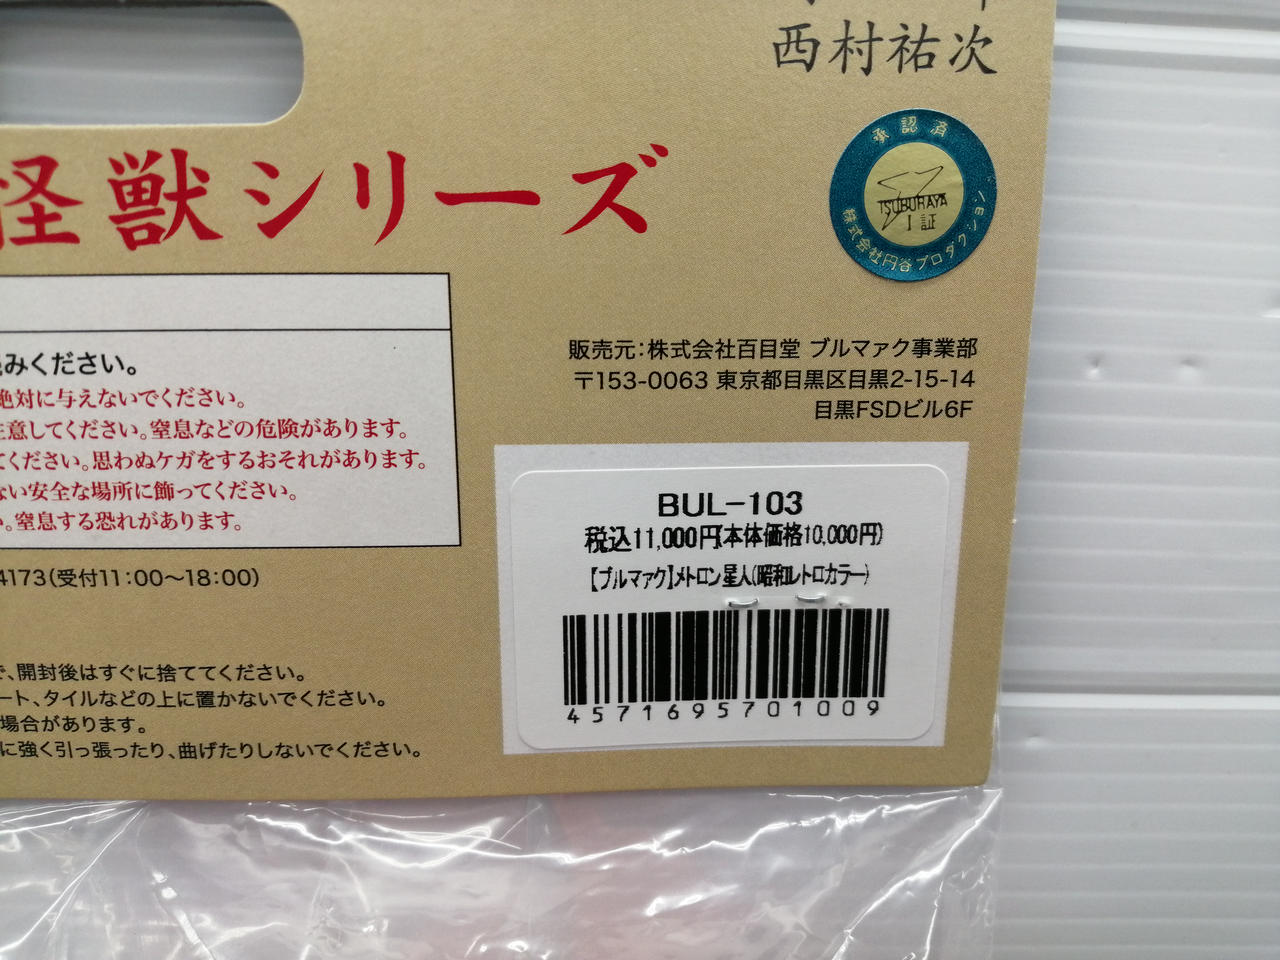 西村祐次
怪獣シリーズ
承認済
TSUBURAYA
証
株式会社円谷プロダクション
みください。
絶対に与えないでください。
注意してください。窒息などの危険があります。
てください。思わぬケガをするおそれがあります。
ない安全な場所に飾ってください。
い。窒息する恐れがあります。
4173(受付11:00〜18:00)
で、開封後はすぐに捨ててください。
ート、タイルなどの上に置かないでください。
場合があります。
に強く引っ張ったり、曲げたりしないでください。
販売元:株式会社百目堂 ブルマァク事業部
〒153-0063 東京都目黒区目黒2-15-14
目黒FSDビル6F
BUL-103
税込11,000円(本体価格10,000円)
【ブルマァク】メトロン星人(昭和レトロカラー)
4571695701009